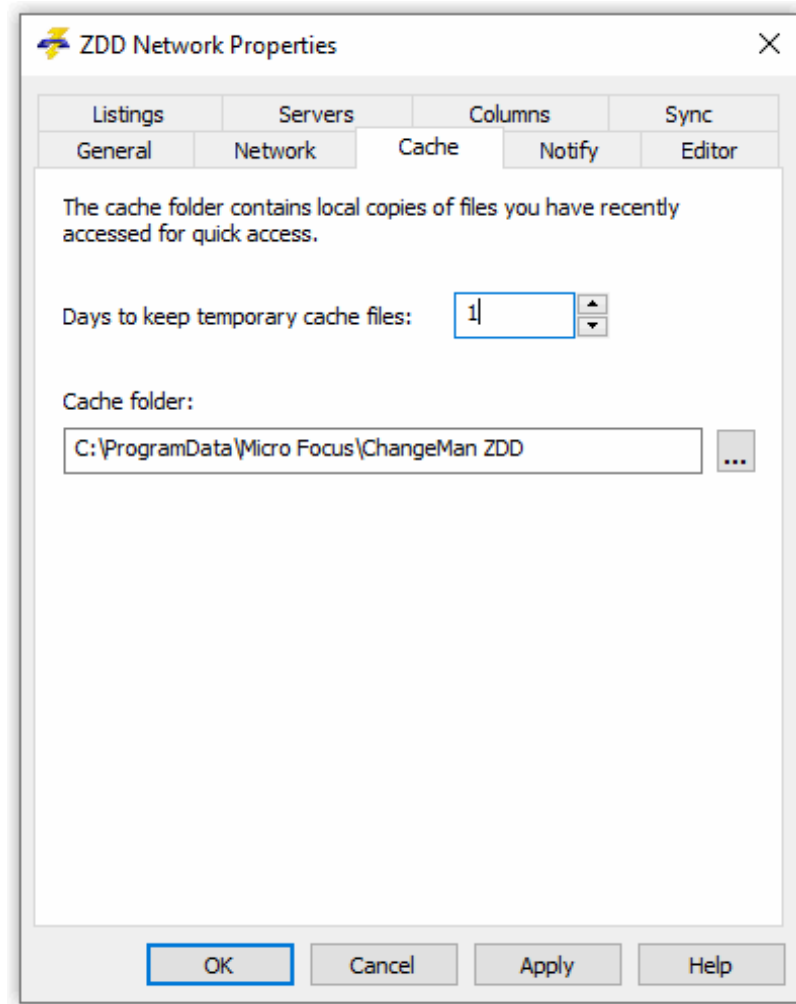 ZDD Network Properties
Listings Servers Columns Sync
General Network Cache Notify Editor
The cache folder contains local copies of files you have recently
accessed for quick access.
Days to keep temporary cache files: 1
Cache folder:
C:\ProgramData\Micro Focus\ChangeMan ZDD ...
OK Cancel Apply Help